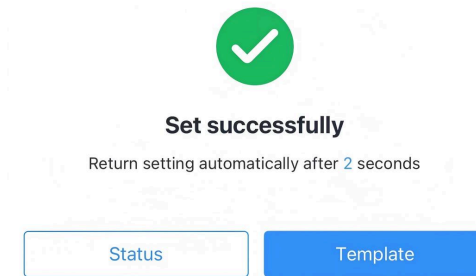 Set successfully
Return setting automatically after 2 seconds
Status
Template